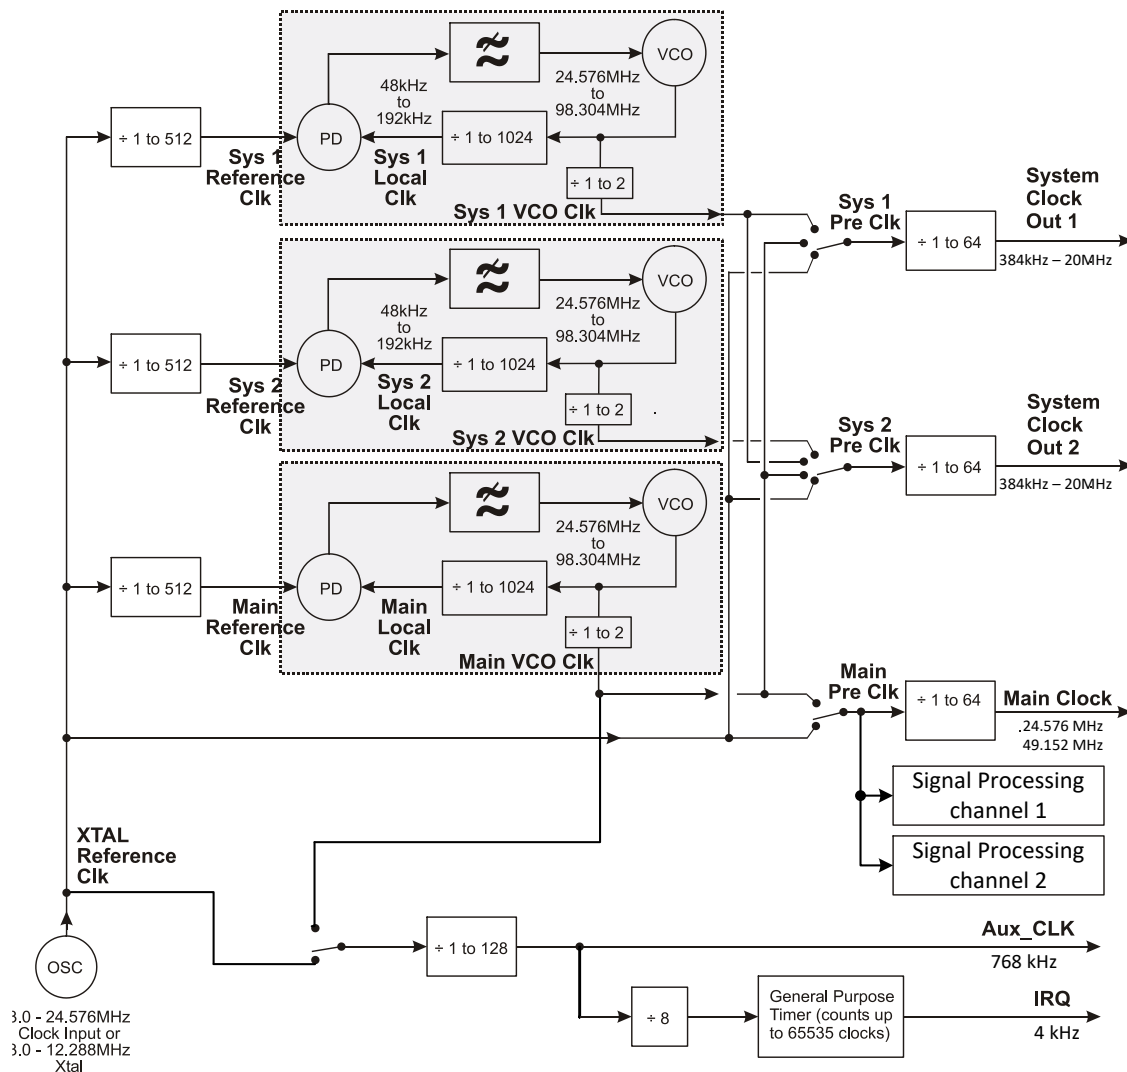 VCO
24.576MHz
to
98.304MHz
48kHz
to
192kHz
÷ 1 to 512
PD
÷ 1 to 1024
Sys 1
Reference
Clk
Sys 1
Local
Clk
÷ 1 to 2
Sys 1 VCO Clk
Sys 1
Pre Clk
÷ 1 to 64
System
Clock
Out 1
384kHz – 20MHz
VCO
24.576MHz
to
98.304MHz
48kHz
to
192kHz
÷ 1 to 512
PD
÷ 1 to 1024
Sys 2
Reference
Clk
Sys 2
Local
Clk
÷ 1 to 2
.
Sys 2 VCO Clk
Sys 2
Pre Clk
÷ 1 to 64
System
Clock
Out 2
384kHz – 20MHz
VCO
24.576MHz
to
98.304MHz
÷ 1 to 512
PD
÷ 1 to 1024
Main
Reference
Clk
Main
Local
Clk
÷ 1 to 2
Main VCO Clk
Main
Pre Clk
÷ 1 to 64
Main Clock
.24.576 MHz
49.152 MHz
Signal Processing
channel 1
Signal Processing
channel 2
XTAL
Reference
Clk
OSC
3.0 - 24.576MHz
Clock Input or
3.0 - 12.288MHz
Xtal
÷ 1 to 128
Aux_CLK
768 kHz
÷ 8
General Purpose
Timer (counts up
to 65535 clocks)
IRQ
4 kHz